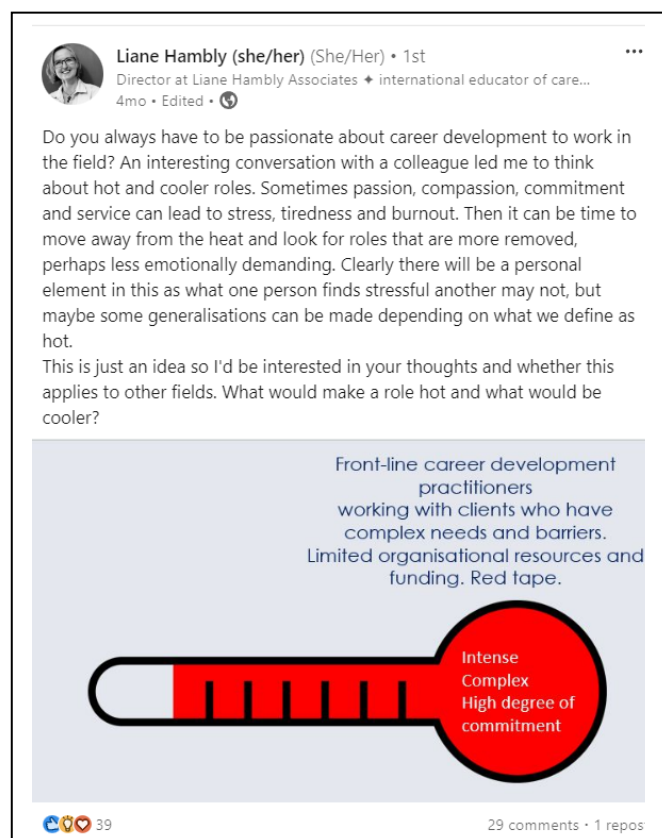 Liane Hambly (she/her) (She/Her) • 1st
Director at Liane Hambly Associates ✦ international educator of care...
4mo • Edited •
Do you always have to be passionate about career development to work in
the field? An interesting conversation with a colleague led me to think
about hot and cooler roles. Sometimes passion, compassion, commitment
and service can lead to stress, tiredness and burnout. Then it can be time to
move away from the heat and look for roles that are more removed,
perhaps less emotionally demanding. Clearly there will be a personal
element in this as what one person finds stressful another may not, but
maybe some generalisations can be made depending on what we define as
hot.
This is just an idea so I'd be interested in your thoughts and whether this
applies to other fields. What would make a role hot and what would be
cooler?
Front-line career development
practitioners
working with clients who have
complex needs and barriers.
Limited organisational resources and
funding. Red tape.
Intense
Complex
High degree of
commitment
39
29 comments • 1 repos